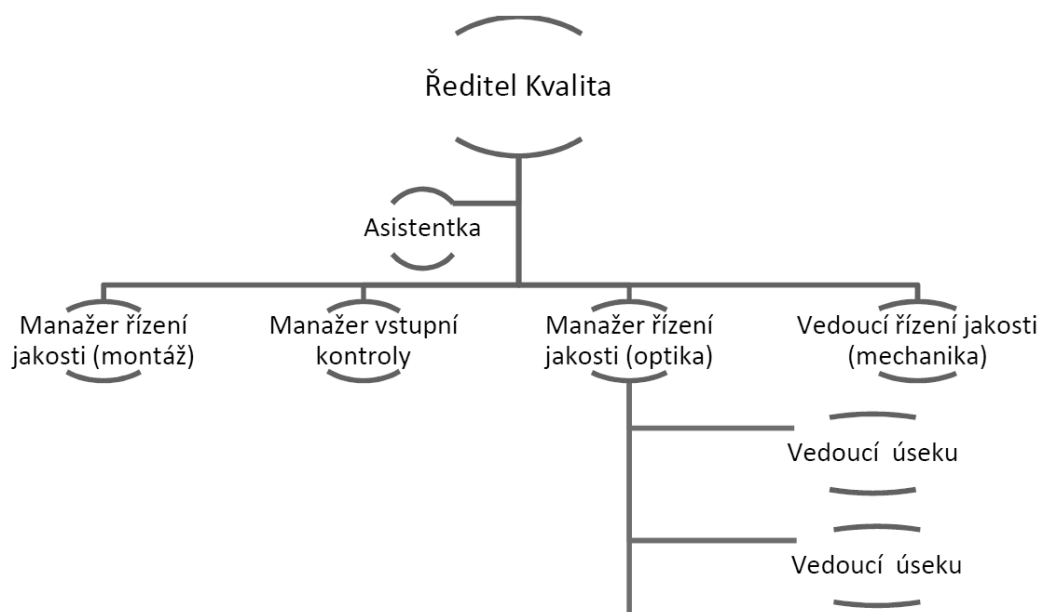 Ředitel Kvalita
Asistentka
Manažer řízení
jakosti (montáž)
Manažer vstupní
kontroly
Manažer řízení
jakosti (optika)
Vedoucí řízení jakosti
(mechanika)
Vedoucí úseku
Vedoucí úseku